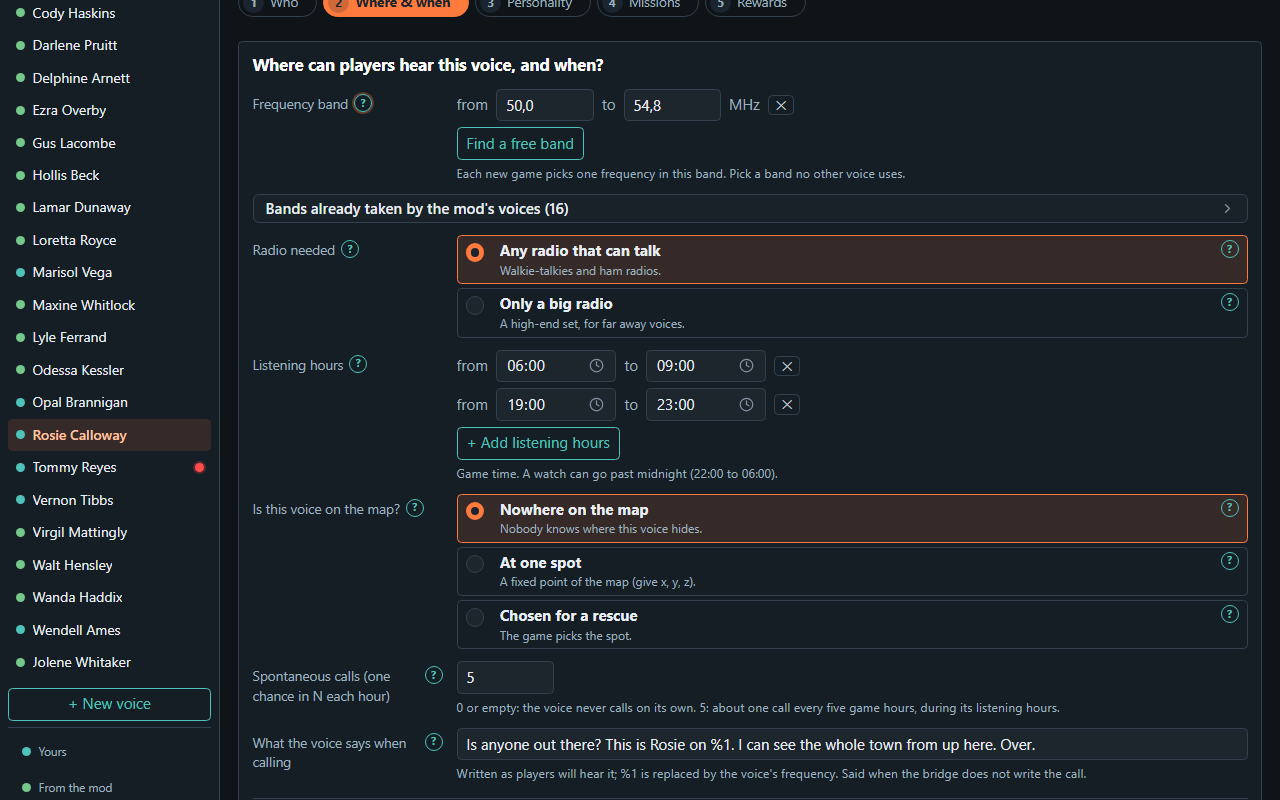 Cody Haskins
Darlene Pruitt
Delphine Arnett
Ezra Overby
Gus Lacombe
Hollis Beck
Lamar Dunaway
Loretta Royce
Marisol Vega
Maxine Whitlock
Lyle Ferrand
Odessa Kessler
Opal Brannigan
Rosie Calloway
Tommy Reyes
Vernon Tibbs
Virgil Mattingly
Walt Hensley
Wanda Haddix
Wendell Ames
Jolene Whitaker
+ New voice
Yours
From the mod
1 Who 2 Where & when 3 Personality 4 Missions 5 Rewards
Where can players hear this voice, and when?
Frequency band ? from 50,0 to 54,8 MHz ×
Find a free band
Each new game picks one frequency in this band. Pick a band no other voice uses.
Bands already taken by the mod's voices (16)
Radio needed ? Any radio that can talk ?
Walkie-talkies and ham radios.
Only a big radio ?
A high-end set, for far away voices.
Listening hours ? from 06:00 to 09:00 ×
from 19:00 to 23:00 ×
+ Add listening hours
Game time. A watch can go past midnight (22:00 to 06:00).
Is this voice on the map? ? Nowhere on the map ?
Nobody knows where this voice hides.
At one spot ?
A fixed point of the map (give x, y, z).
Chosen for a rescue ?
The game picks the spot.
Spontaneous calls (one chance in N each hour) ? 5
0 or empty: the voice never calls on its own. 5: about one call every five game hours, during its listening hours.
What the voice says when calling ? Is anyone out there? This is Rosie on %1. I can see the whole town from up here. Over.
Written as players will hear it; %1 is replaced by the voice's frequency. Said when the bridge does not write the call.